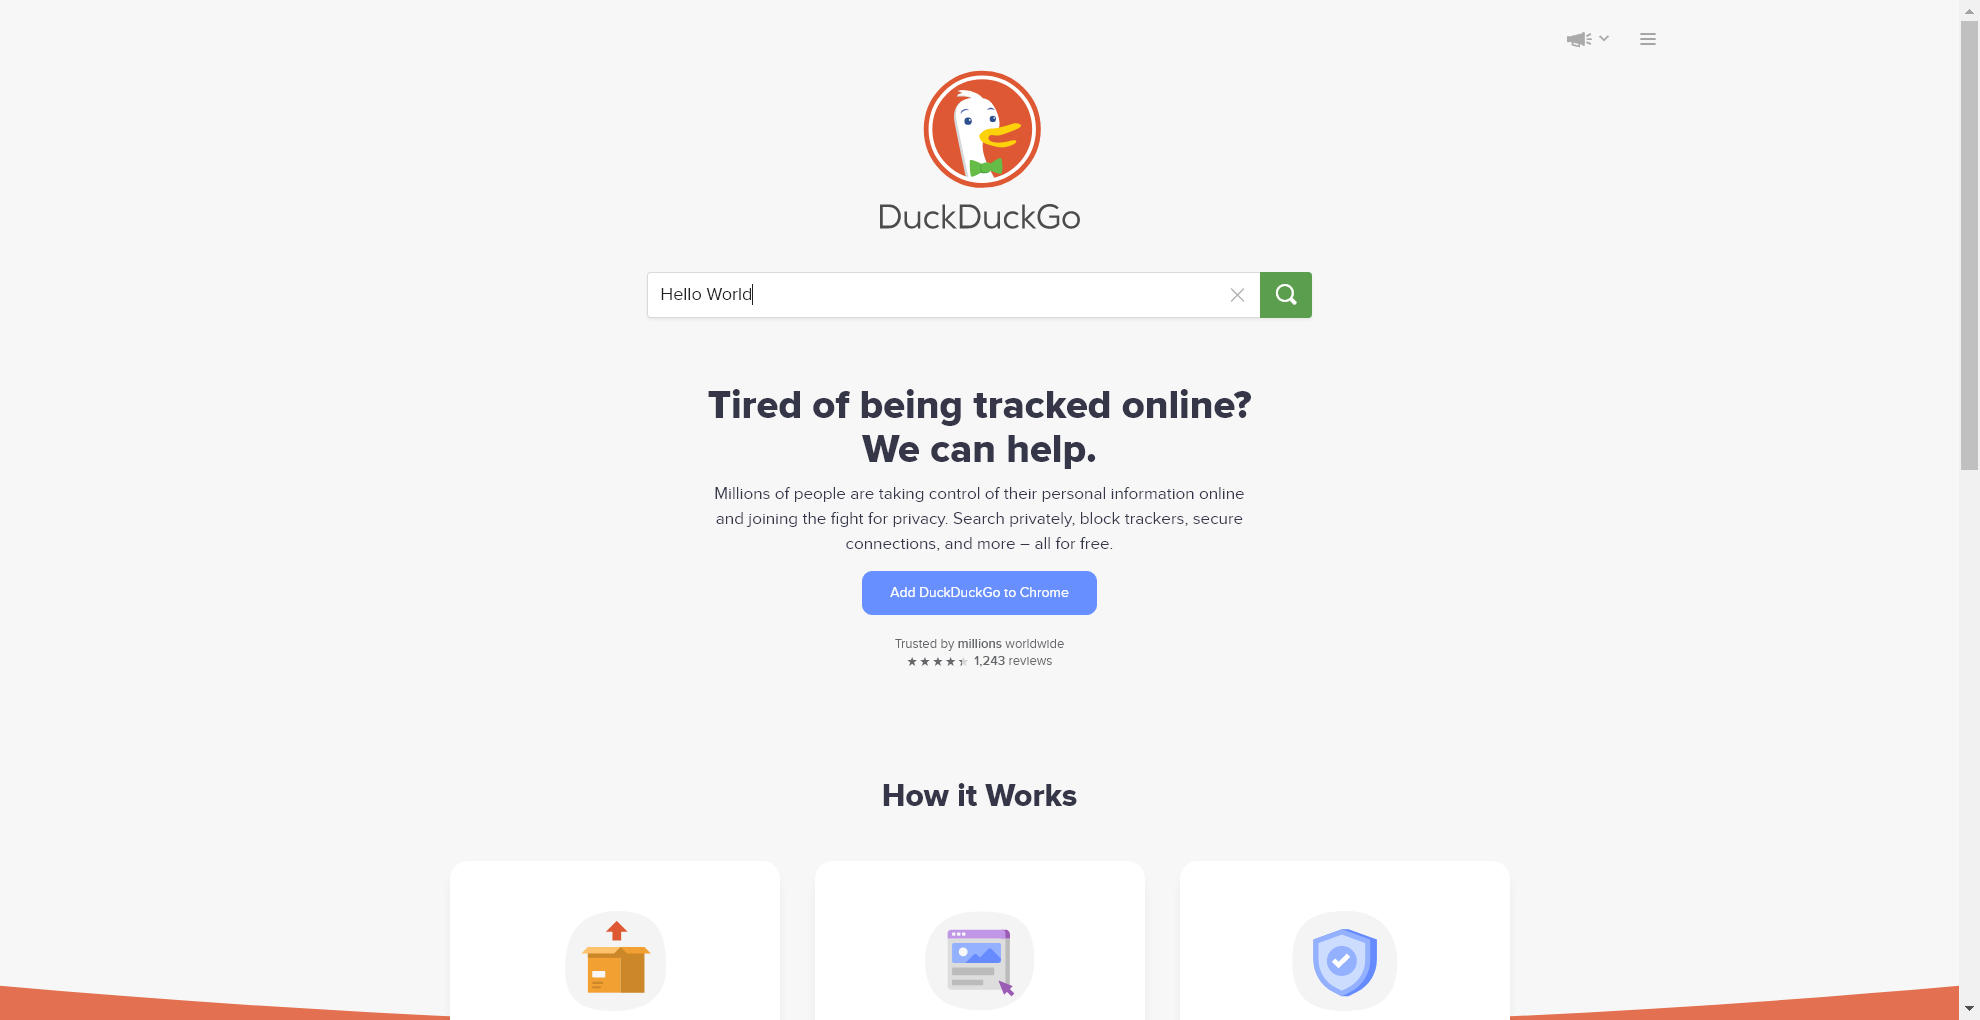 DuckDuckGo
Hello World
Tired of being tracked online?
We can help.
Millions of people are taking control of their personal information online
and joining the fight for privacy. Search privately, block trackers, secure
connections, and more – all for free.
Add DuckDuckGo to Chrome
Trusted by millions worldwide
1,243 reviews
How it Works